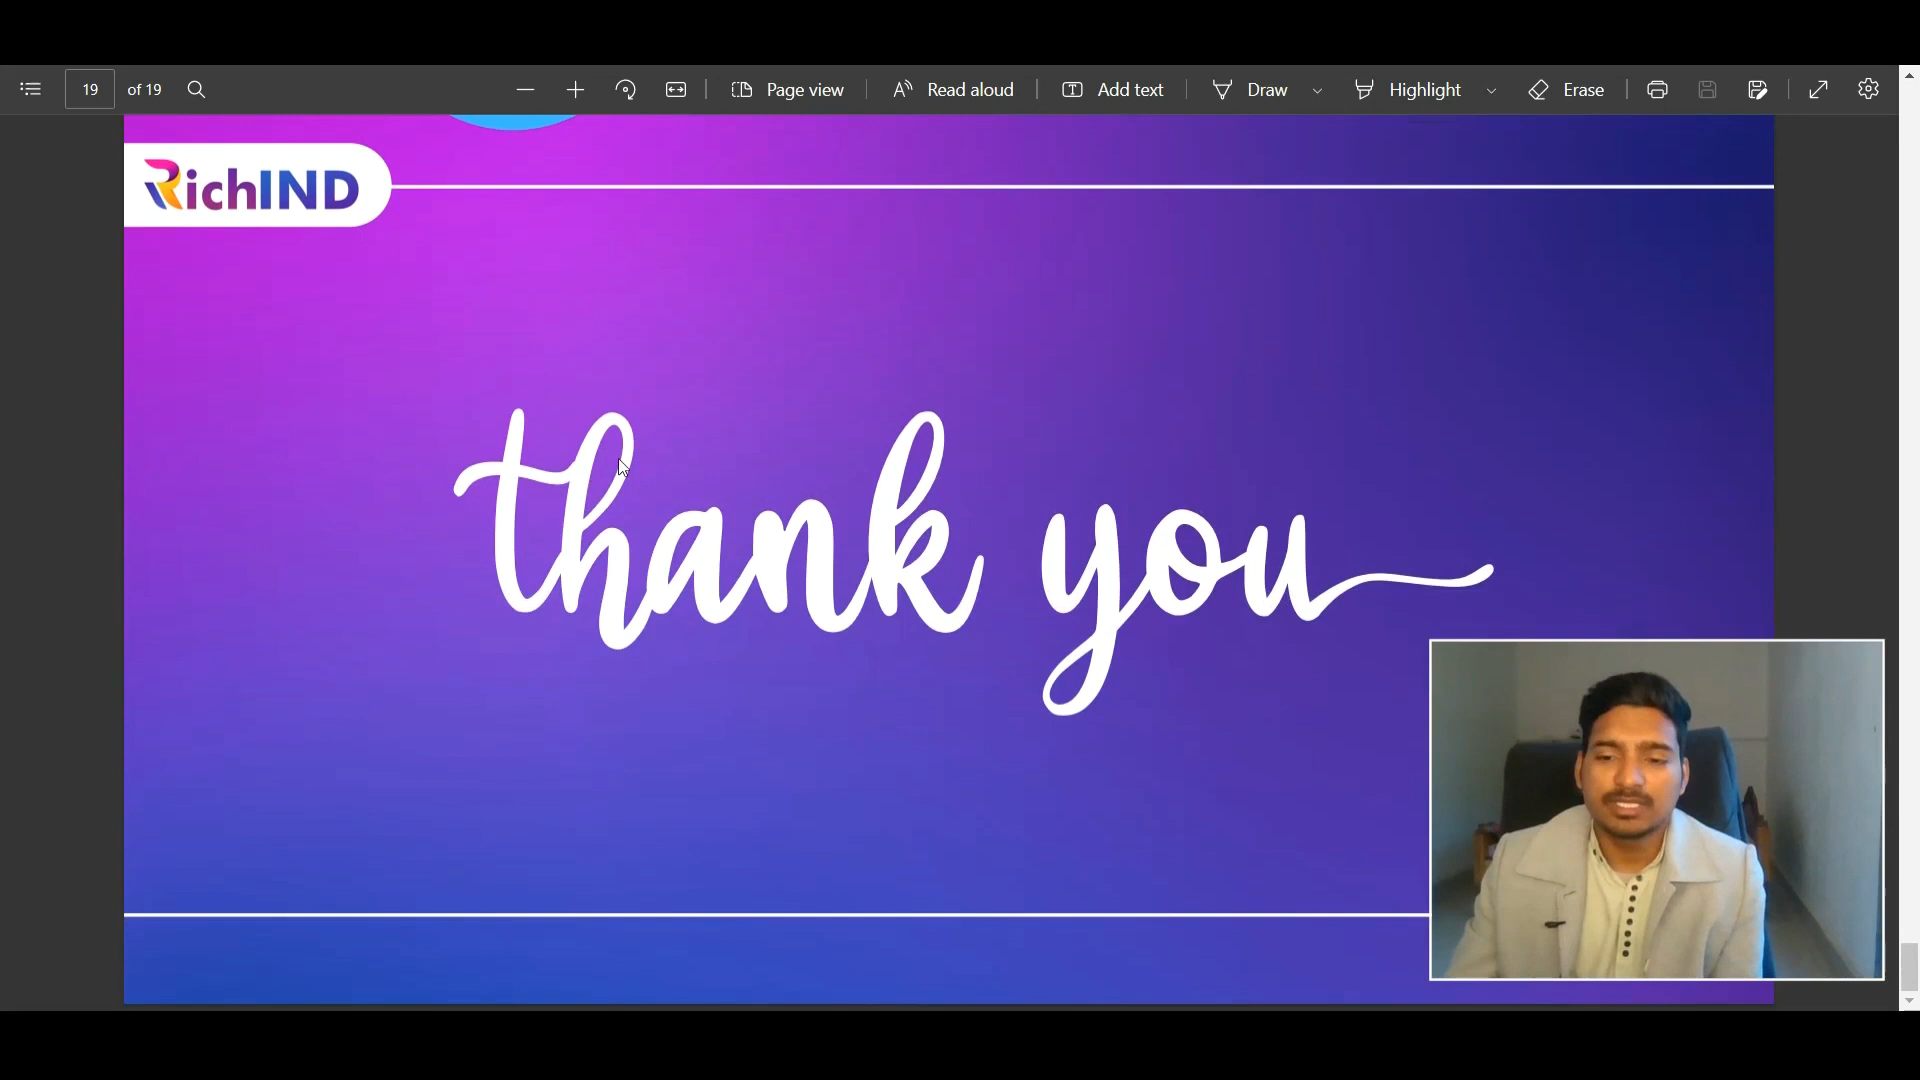 19 of 19 Page view Read aloud Add text Draw Highlight Erase
RichIND
thank you